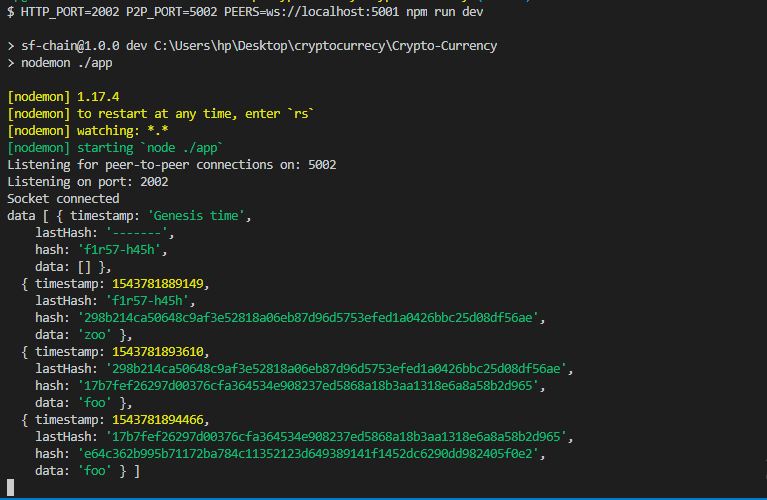 $ HTTP_PORT=2002 P2P_PORT=5002 PEERS=ws://localhost:5001 npm run dev
> sf-chain@1.0.0 dev C:\Users\hp\Desktop\cryptocurrecy\Crypto-Currency
> nodemon ./app
[nodemon] 1.17.4
[nodemon] to restart at any time, enter `rs`
[nodemon] watching: *.*
[nodemon] starting `node ./app`
Listening for peer-to-peer connections on: 5002
Listening on port: 2002
Socket connected
data [ { timestamp: 'Genesis time',
lastHash: '-------',
hash: 'f1r57-h45h',
data: [] },
{ timestamp: 1543781889149,
lastHash: 'f1r57-h45h',
hash: '298b214ca50648c9af3e52818a06eb87d96d5753efed1a0426bbc25d08df56ae',
data: 'zoo' },
{ timestamp: 1543781893610,
lastHash: '298b214ca50648c9af3e52818a06eb87d96d5753efed1a0426bbc25d08df56ae',
hash: '17b7fef26297d00376cfa364534e908237ed5868a18b3aa1318e6a8a58b2d965',
data: 'foo' },
{ timestamp: 1543781894466,
lastHash: '17b7fef26297d00376cfa364534e908237ed5868a18b3aa1318e6a8a58b2d965',
hash: 'e64c362b995b71172ba784c11352123d649389141f1452dc6290dd982405f0e2',
data: 'foo' } ]